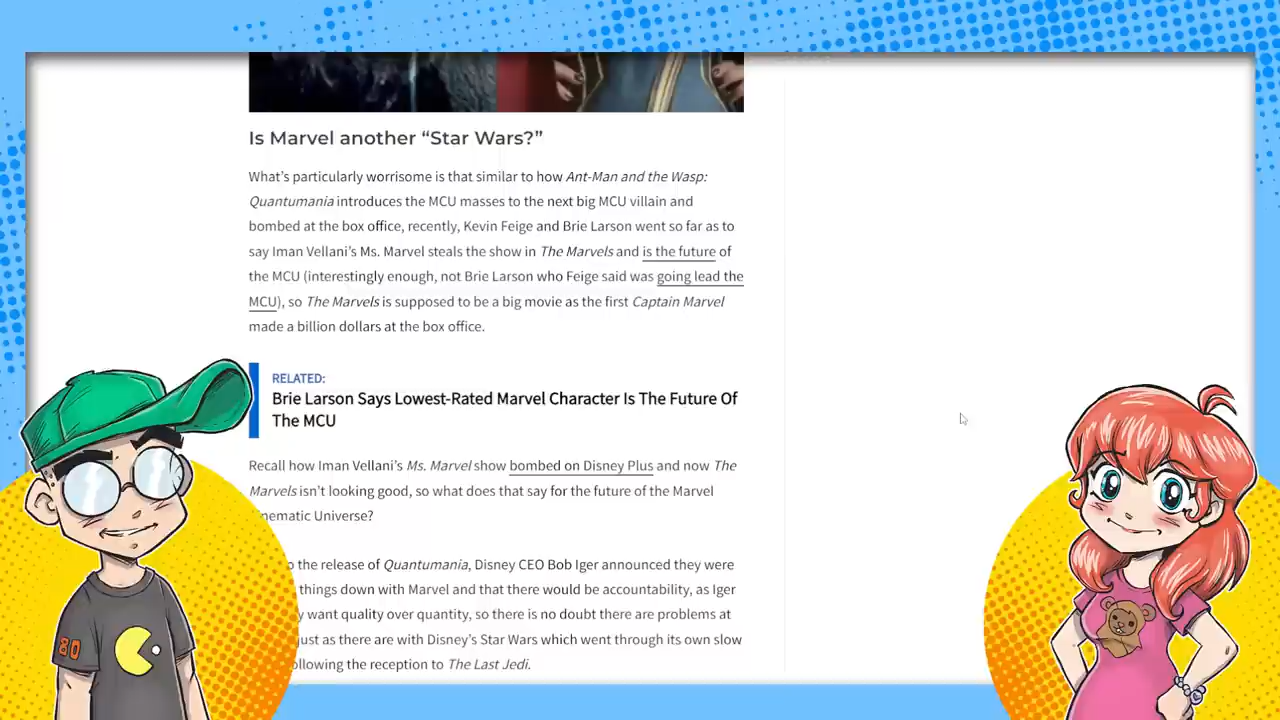 Is Marvel another “Star Wars?”
What’s particularly worrisome is that similar to how Ant-Man and the Wasp:
Quantumania introduces the MCU masses to the next big MCU villain and
bombed at the box office, recently, Kevin Feige and Brie Larson went so far as to
say Iman Vellani’s Ms. Marvel steals the show in The Marvels and is the future of
the MCU (interestingly enough, not Brie Larson who Feige said was going lead the
MCU), so The Marvels is supposed to be a big movie as the first Captain Marvel
made a billion dollars at the box office.
RELATED:
Brie Larson Says Lowest-Rated Marvel Character Is The Future Of
The MCU
Recall how Iman Vellani’s Ms. Marvel show bombed on Disney Plus and now The
Marvels isn’t looking good, so what does that say for the future of the Marvel
nematic Universe?
o the release of Quantumania, Disney CEO Bob Iger announced they were
things down with Marvel and that there would be accountability, as Iger
y want quality over quantity, so there is no doubt there are problems at
ust as there are with Disney’s Star Wars which went through its own slow
ollowing the reception to The Last Jedi.
80